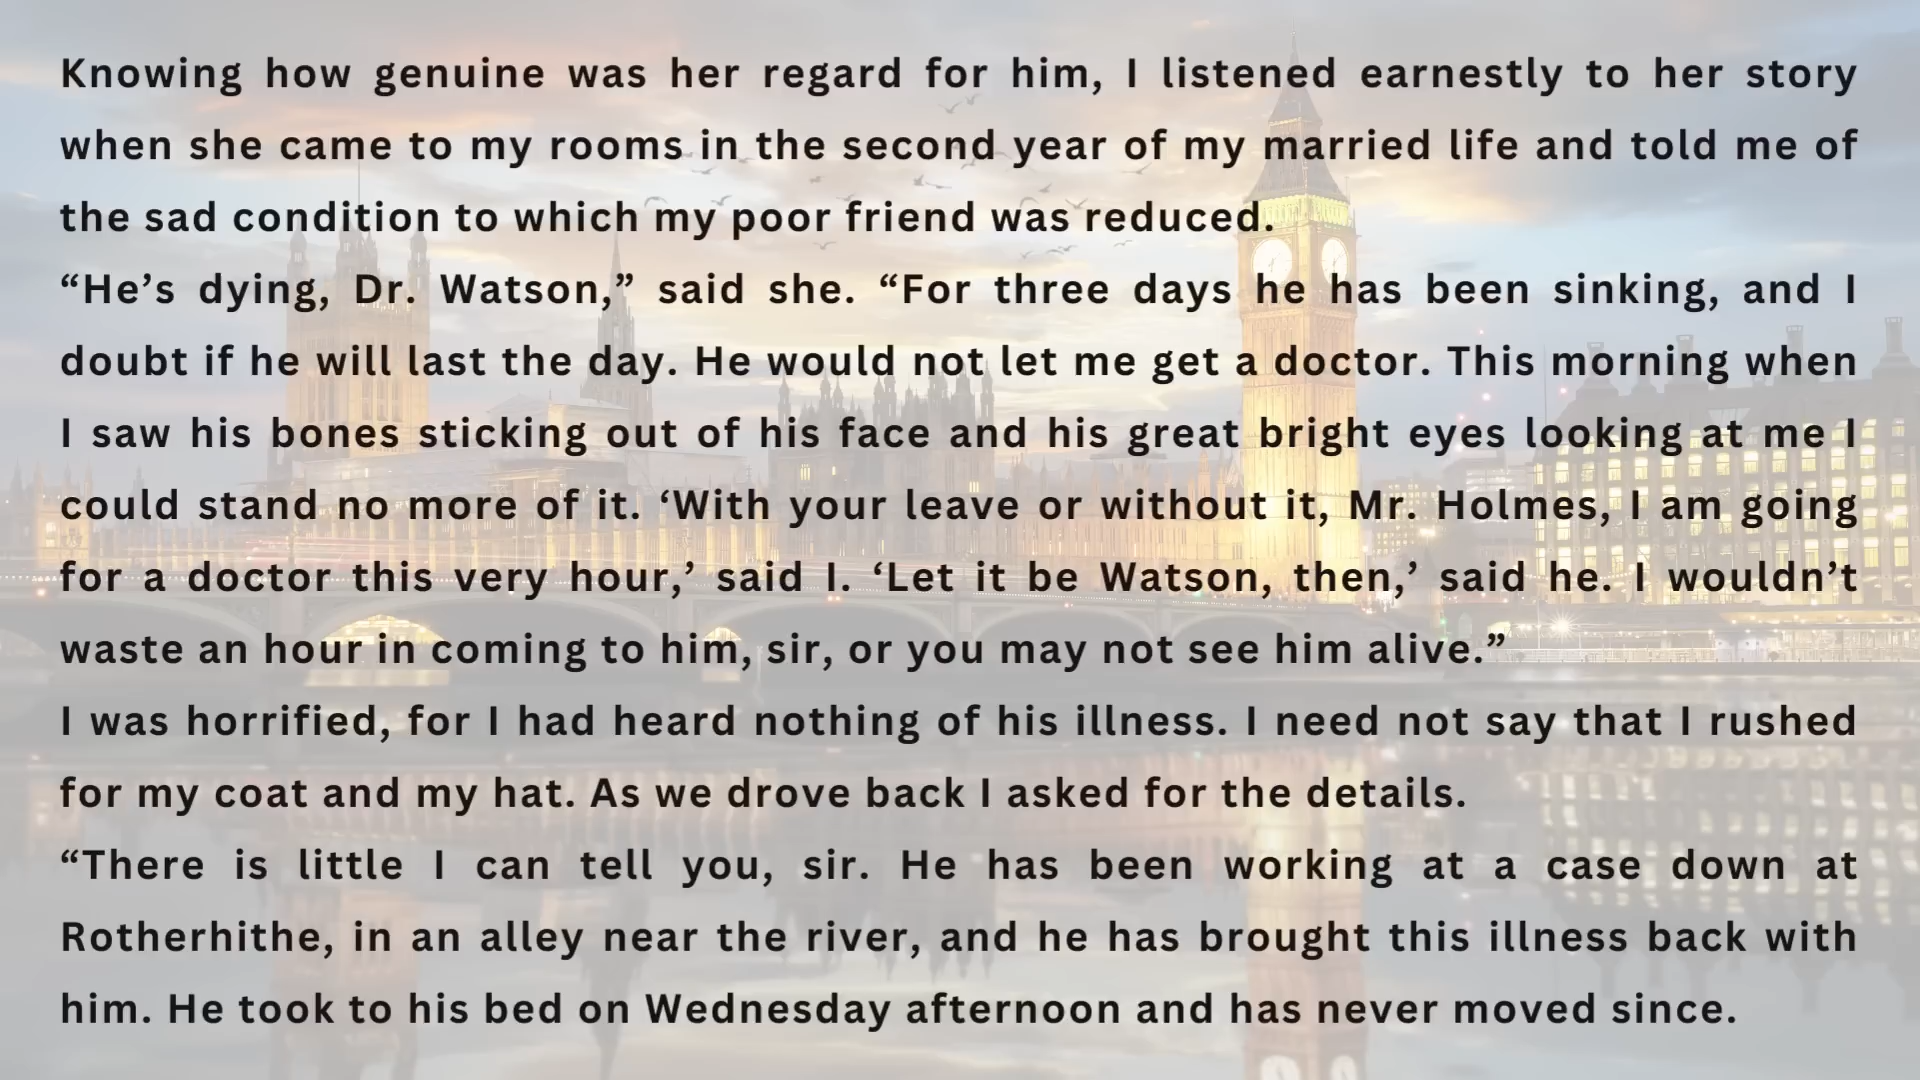 Knowing how genuine was her regard for him, I listened earnestly to her story
when she came to my rooms in the second year of my married life and told me of
the sad condition to which my poor friend was reduced.
“He’s dying, Dr. Watson,” said she. “For three days he has been sinking, and I
doubt if he will last the day. He would not let me get a doctor. This morning when
I saw his bones sticking out of his face and his great bright eyes looking at me I
could stand no more of it. ‘With your leave or without it, Mr. Holmes, I am going
for a doctor this very hour,’ said I. ‘Let it be Watson, then,’ said he. I wouldn’t
waste an hour in coming to him, sir, or you may not see him alive.”
I was horrified, for I had heard nothing of his illness. I need not say that I rushed
for my coat and my hat. As we drove back I asked for the details.
“There is little I can tell you, sir. He has been working at a case down at
Rotherhithe, in an alley near the river, and he has brought this illness back with
him. He took to his bed on Wednesday afternoon and has never moved since.